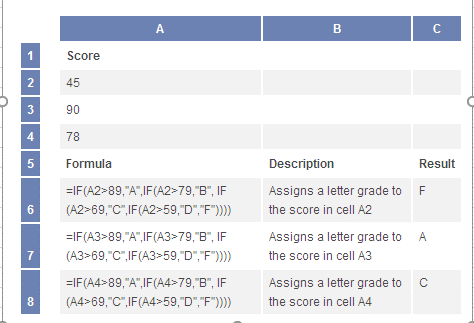 A B C
1 Score
2 45
3 90
4 78
5 Formula Description Result
=IF(A2>89,"A",IF(A2>79,"B", IF Assigns a letter grade to F
6 (A2>69,"C",IF(A2>59,"D","F")))) the score in cell A2
=IF(A3>89,"A",IF(A3>79,"B", IF Assigns a letter grade to A
7 (A3>69,"C",IF(A3>59,"D","F")))) the score in cell A3
=IF(A4>89,"A",IF(A4>79,"B", IF Assigns a letter grade to C
8 (A4>69,"C",IF(A4>59,"D","F")))) the score in cell A4